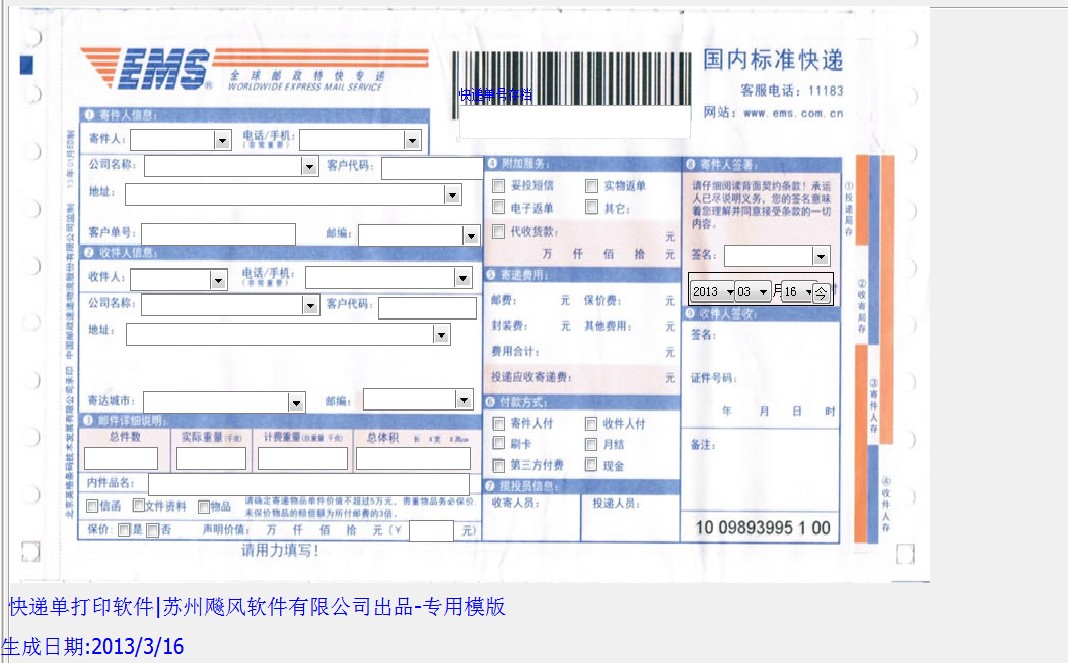 EMS®
全球邮政特快专递
WORLDWIDE EXPRESS MAIL SERVICE
快递单号存档
国内标准快递
客服电话：11183
网站：www.ems.com.cn
❶ 寄件人信息：
寄件人：
电话/手机：
（非常重要）
公司名称：
客户代码：
地址：
客户单号：
邮编：
❷ 收件人信息：
收件人：
电话/手机：
（非常重要）
公司名称：
客户代码：
地址：
寄达城市：
邮编：
❸ 邮件详细说明：
总件数
实际重量（千克）
计费重量（总重量 千克）
总体积 长 X宽 X高cm
内件品名：
信函
文件资料
物品
请确定寄递物品单件价值不超过5万元，贵重物品务必保价
未保价物品的赔偿额为所付邮费的3倍。
保价：
是
否
声明价值： 万 仟 佰 拾 元（￥ 元）
请用力填写！
❹ 附加服务：
妥投短信
实物返单
电子返单
其它：
代收货款：
元
万 仟 佰 拾 元
❺ 寄递费用：
邮费： 元 保价费： 元
封装费： 元 其他费用： 元
费用合计： 元
投递应收寄递费： 元
❻ 付款方式：
寄件人付
收件人付
刷卡
月结
第三方付费
现金
❼ 揽投员信息：
收寄人员：
投递人员：
❽ 寄件人签署：
请仔细阅读背面契约条款！承运
人已尽说明义务，您的签名意味
着您理解并同意接受条款的一切
内容。
签名：
2013 03 月 16 今 时
❾ 收件人签收：
签名：
证件号码：
年 月 日 时
备注：
10 09893995 1 00
①投递局存
②收寄局存
③寄件人存
④收件人存
快递单打印软件|苏州飚风软件有限公司出品-专用模版
生成日期:2013/3/16